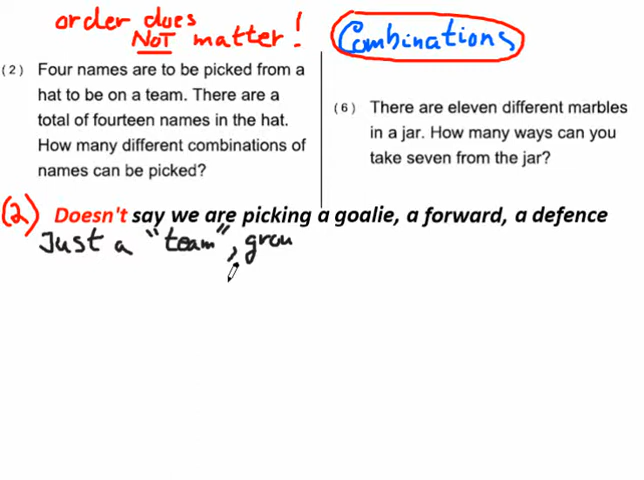 order does
NOT matter!
Combinations
(2) Four names are to be picked from a
hat to be on a team. There are a
total of fourteen names in the hat.
How many different combinations of
names can be picked?
(6) There are eleven different marbles
in a jar. How many ways can you
take seven from the jar?
(2) Doesn't say we are picking a goalie, a forward, a defence
Just a "team", grou